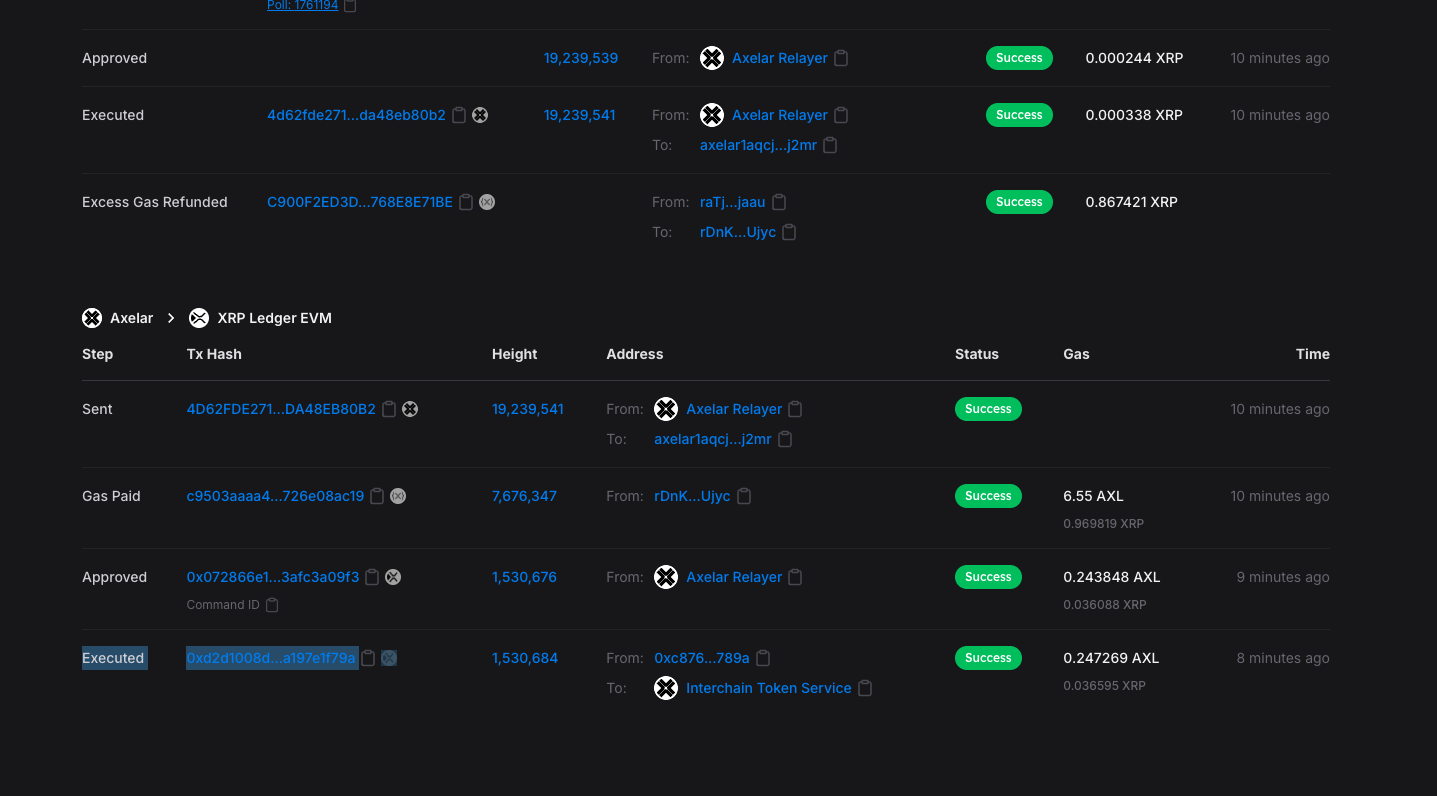 Poll: 1761194
Approved 19,239,539 From: Axelar Relayer Success 0.000244 XRP 10 minutes ago
Executed 4d62fde271...da48eb80b2 19,239,541 From: Axelar Relayer Success 0.000338 XRP 10 minutes ago
To: axelar1aqcj...j2mr
Excess Gas Refunded C900F2ED3D...768E8E71BE From: raTj...jaau Success 0.867421 XRP
To: rDnK...Ujyc
Axelar > XRP Ledger EVM
Step Tx Hash Height Address Status Gas Time
Sent 4D62FDE271...DA48EB80B2 19,239,541 From: Axelar Relayer Success 10 minutes ago
To: axelar1aqcj...j2mr
Gas Paid c9503aaaa4...726e08ac19 7,676,347 From: rDnK...Ujyc Success 6.55 AXL 10 minutes ago
0.969819 XRP
Approved 0x072866e1...3afc3a09f3 1,530,676 From: Axelar Relayer Success 0.243848 AXL 9 minutes ago
Command ID 0.036088 XRP
Executed 0xd2d1008d...a197e1f79a 1,530,684 From: 0xc876...789a Success 0.247269 AXL 8 minutes ago
To: Interchain Token Service 0.036595 XRP